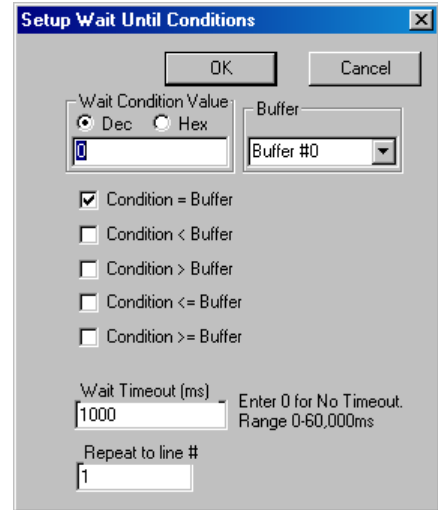 Setup Wait Until Conditions
OK Cancel
Wait Condition Value Buffer
Dec Hex
0 Buffer #0
Condition = Buffer
Condition < Buffer
Condition > Buffer
Condition <= Buffer
Condition >= Buffer
Wait Timeout (ms)
1000
Enter 0 for No Timeout.
Range 0-60,000ms
Repeat to line #
1